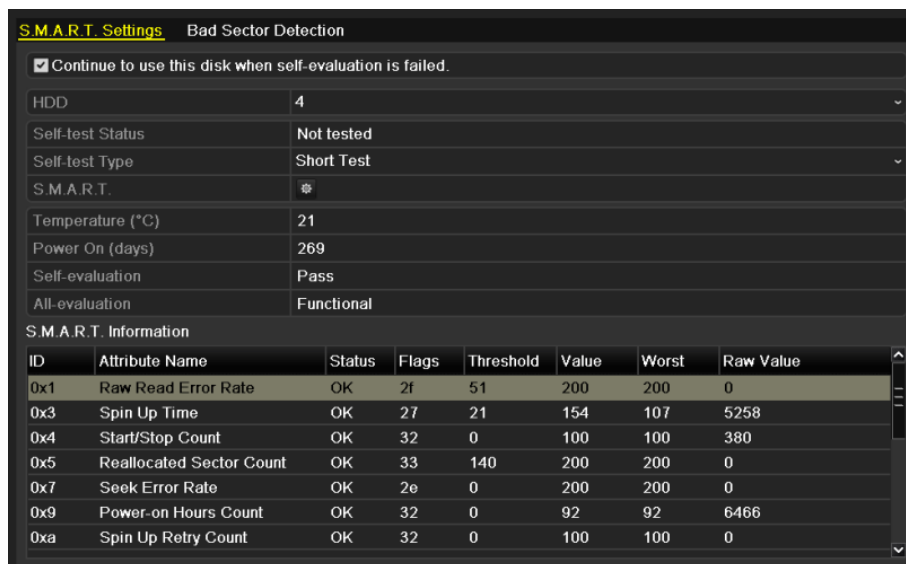 S.M.A.R.T. Settings Bad Sector Detection
Continue to use this disk when self-evaluation is failed.
HDD 4
Self-test Status Not tested
Self-test Type Short Test
S.M.A.R.T.
Temperature (°C) 21
Power On (days) 269
Self-evaluation Pass
All-evaluation Functional
S.M.A.R.T. Information
ID Attribute Name Status Flags Threshold Value Worst Raw Value
0x1 Raw Read Error Rate OK 2f 51 200 200 0
0x3 Spin Up Time OK 27 21 154 107 5258
0x4 Start/Stop Count OK 32 0 100 100 380
0x5 Reallocated Sector Count OK 33 140 200 200 0
0x7 Seek Error Rate OK 2e 0 200 200 0
0x9 Power-on Hours Count OK 32 0 92 92 6466
0xa Spin Up Retry Count OK 32 0 100 100 0